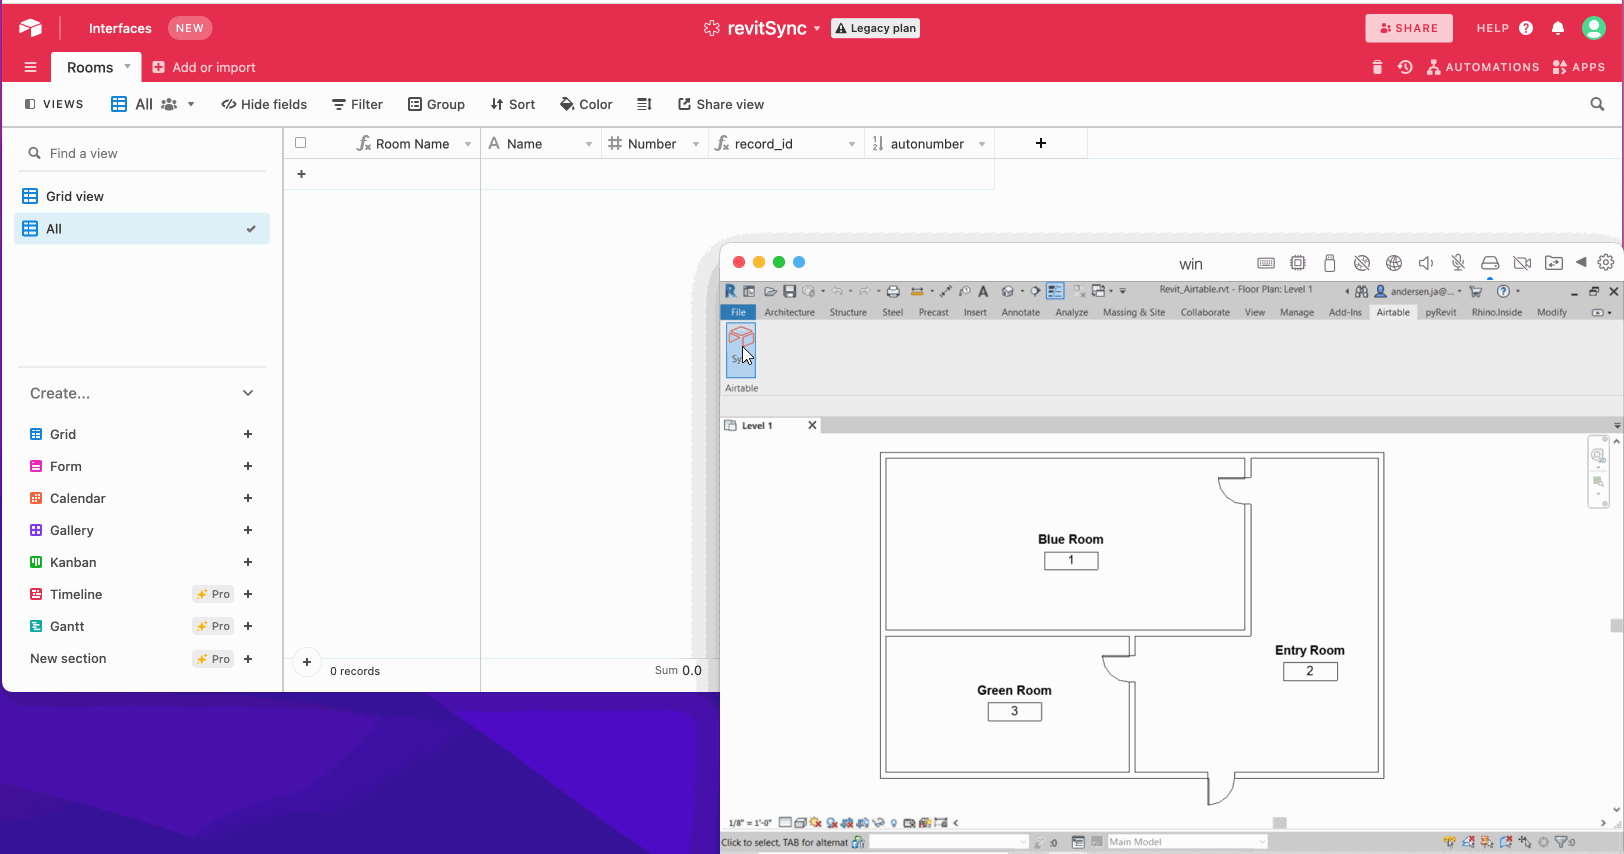 Interfaces NEW revitSync Legacy plan SHARE HELP
Rooms Add or import AUTOMATIONS APPS
VIEWS All Hide fields Filter Group Sort Color Share view
Find a view
Grid view
All
Create...
Grid
Form
Calendar
Gallery
Kanban
Timeline Pro
Gantt Pro
New section Pro
Room Name Name Number record_id autonumber
0 records Sum 0.0
win
Revit_Airtable.rvt - Floor Plan: Level 1 andersen.ja@...
File Architecture Structure Steel Precast Insert Annotate Analyze Massing & Site Collaborate View Manage Add-Ins Airtable pyRevit Rhino.Inside Modify
Airtable
Level 1
Blue Room
1
Entry Room
2
Green Room
3
1/8" = 1'-0"
Click to select, TAB for alternat :0 Main Model :0